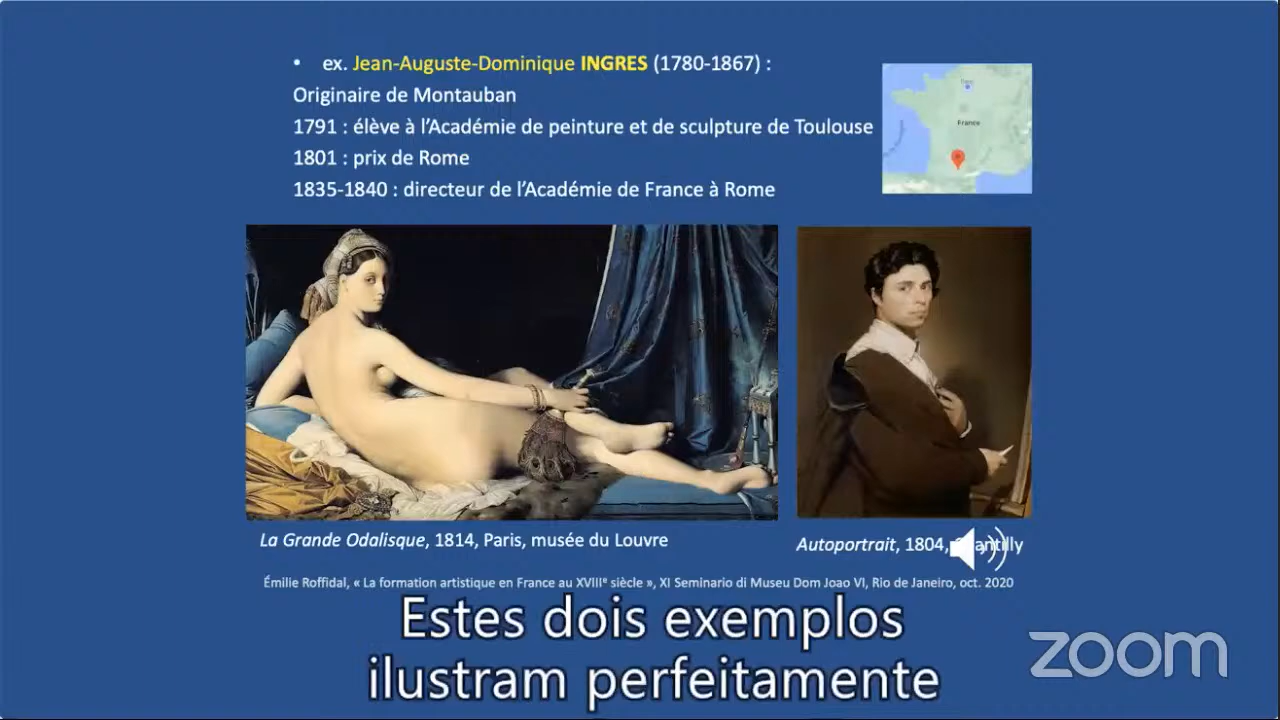 • ex. Jean-Auguste-Dominique INGRES (1780-1867) :
Originaire de Montauban
1791 : élève à l'Académie de peinture et de sculpture de Toulouse
1801 : prix de Rome
1835-1840 : directeur de l'Académie de France à Rome
Paris
France
La Grande Odalisque, 1814, Paris, musée du Louvre
Autoportrait, 1804,
Émilie Roffidal, « La formation artistique en France au XVIIIe siècle », XI Seminario di Museu Dom Joao VI, Rio de Janeiro, oct. 2020
Estes dois exemplos
ilustram perfeitamente
zoom